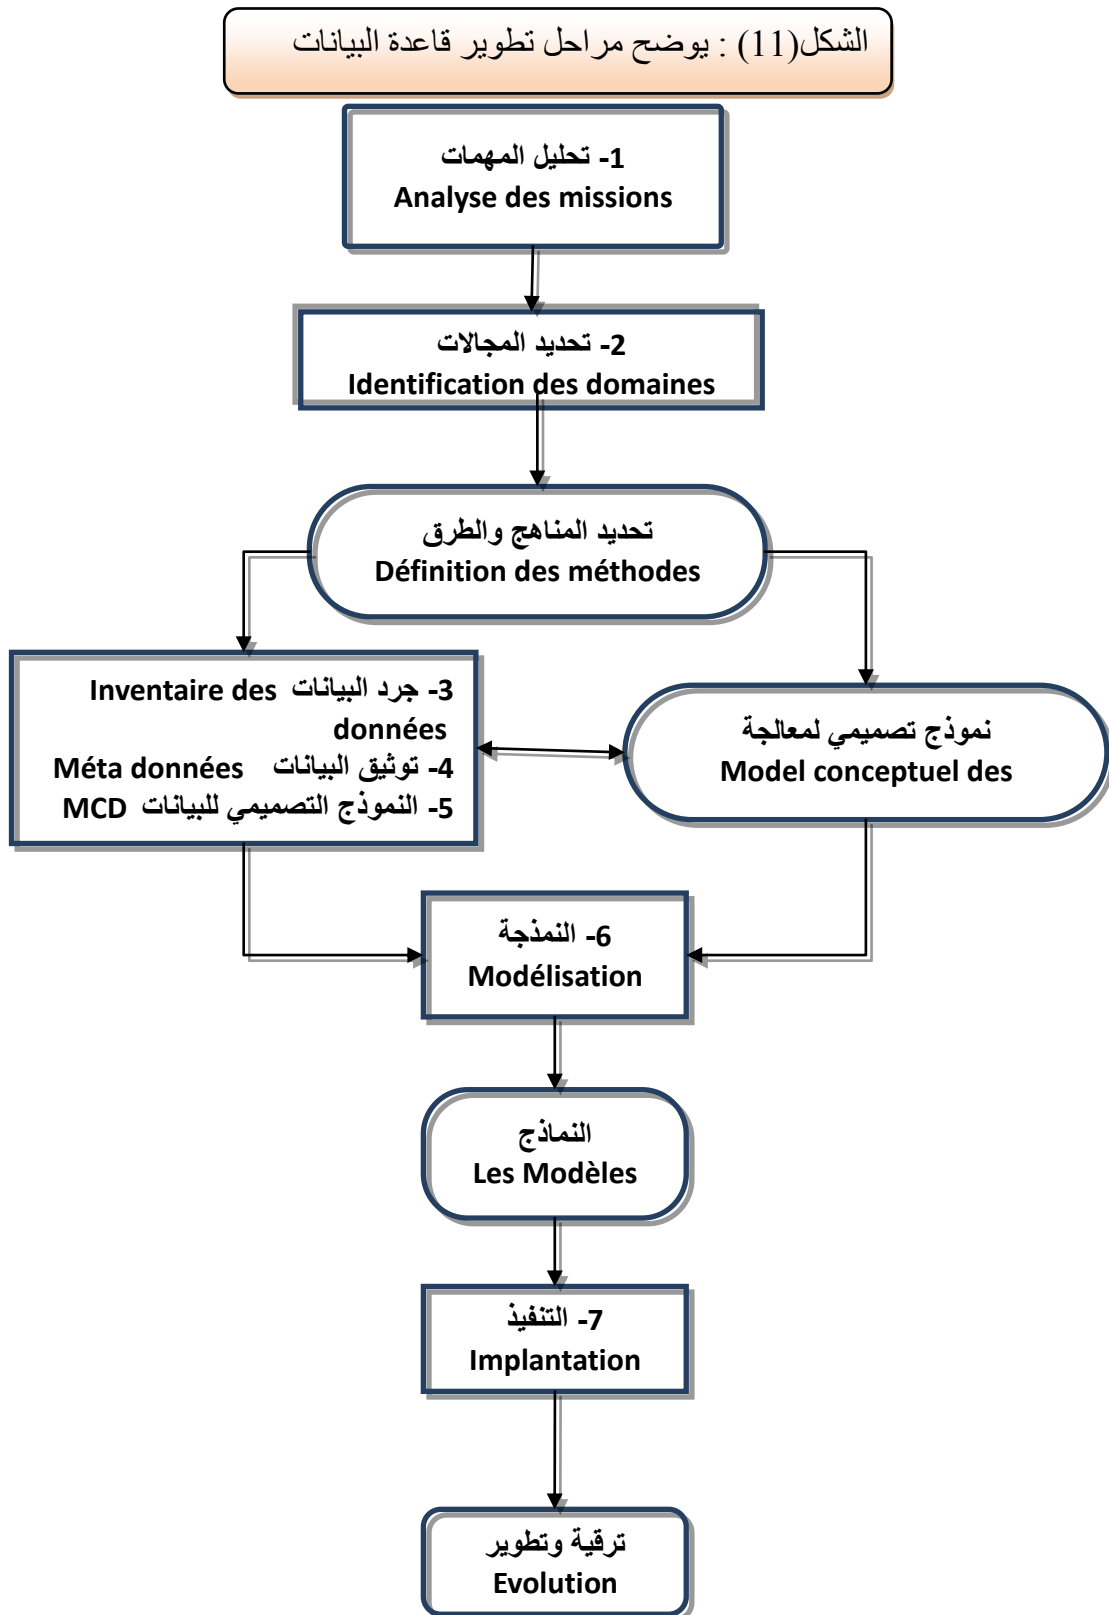 الشكل(11) : يوضح مراحل تطوير قاعدة البيانات
1- تحليل المهمات
Analyse des missions
2- تحديد المجالات
Identification des domaines
تحديد المناهج والطرق
Définition des méthodes
3- جرد البيانات Inventaire des
données
4- توثيق البيانات Méta données
5- النموذج التصميمي للبيانات MCD
نموذج تصميمي لمعالجة
Model conceptuel des
6- النمذجة
Modélisation
النماذج
Les Modèles
7- التنفيذ
Implantation
ترقية وتطوير
Evolution